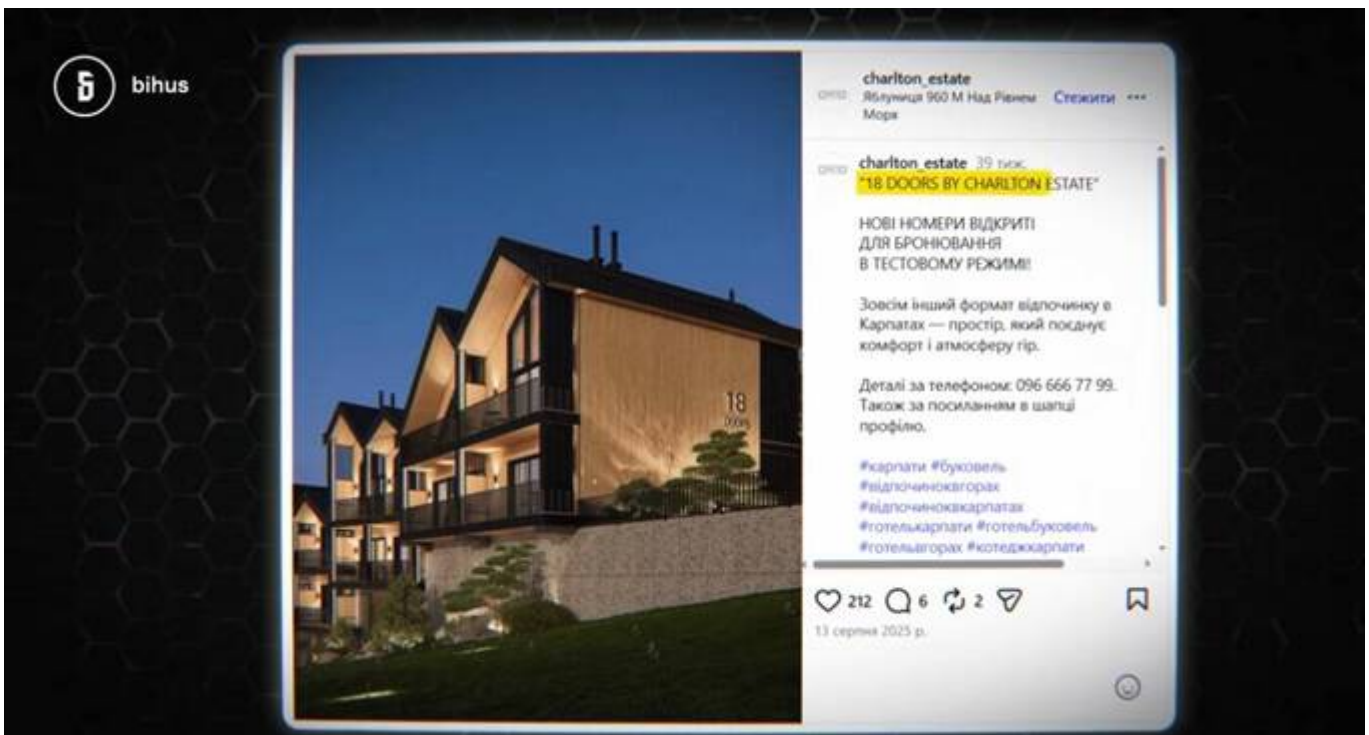 bihus
charlton_estate
Яблуниця 960 М Над Рівнем
Моря
Стежити
charlton_estate 39 тиж.
"18 DOORS BY CHARLTON ESTATE"
НОВІ НОМЕРИ ВІДКРИТІ
ДЛЯ БРОНЮВАННЯ
В ТЕСТОВОМУ РЕЖИМІ!
Зовсім інший формат відпочинку в
Карпатах — простір, який поєднує
комфорт і атмосферу гір.
Деталі за телефоном: 096 666 77 99.
Також за посиланням в шапці
профілю.
#карпати #буковель
#відпочиноквгорах
#відпочиноквкарпатах
#готелькарпати #готельбуковель
#готельвгорах #котеджкарпати
212 6 2
13 серпня 2025 р.
18
DOORS